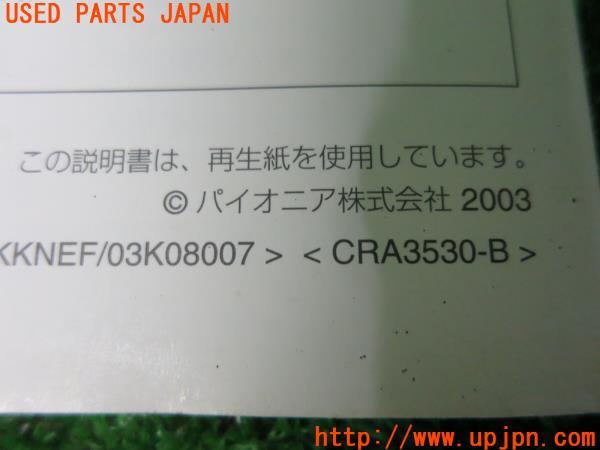 USED PARTS JAPAN
この説明書は、再生紙を使用しています。
© パイオニア株式会社 2003
KKNEF/03K08007 > < CRA3530-B >
http://www.upjpn.com